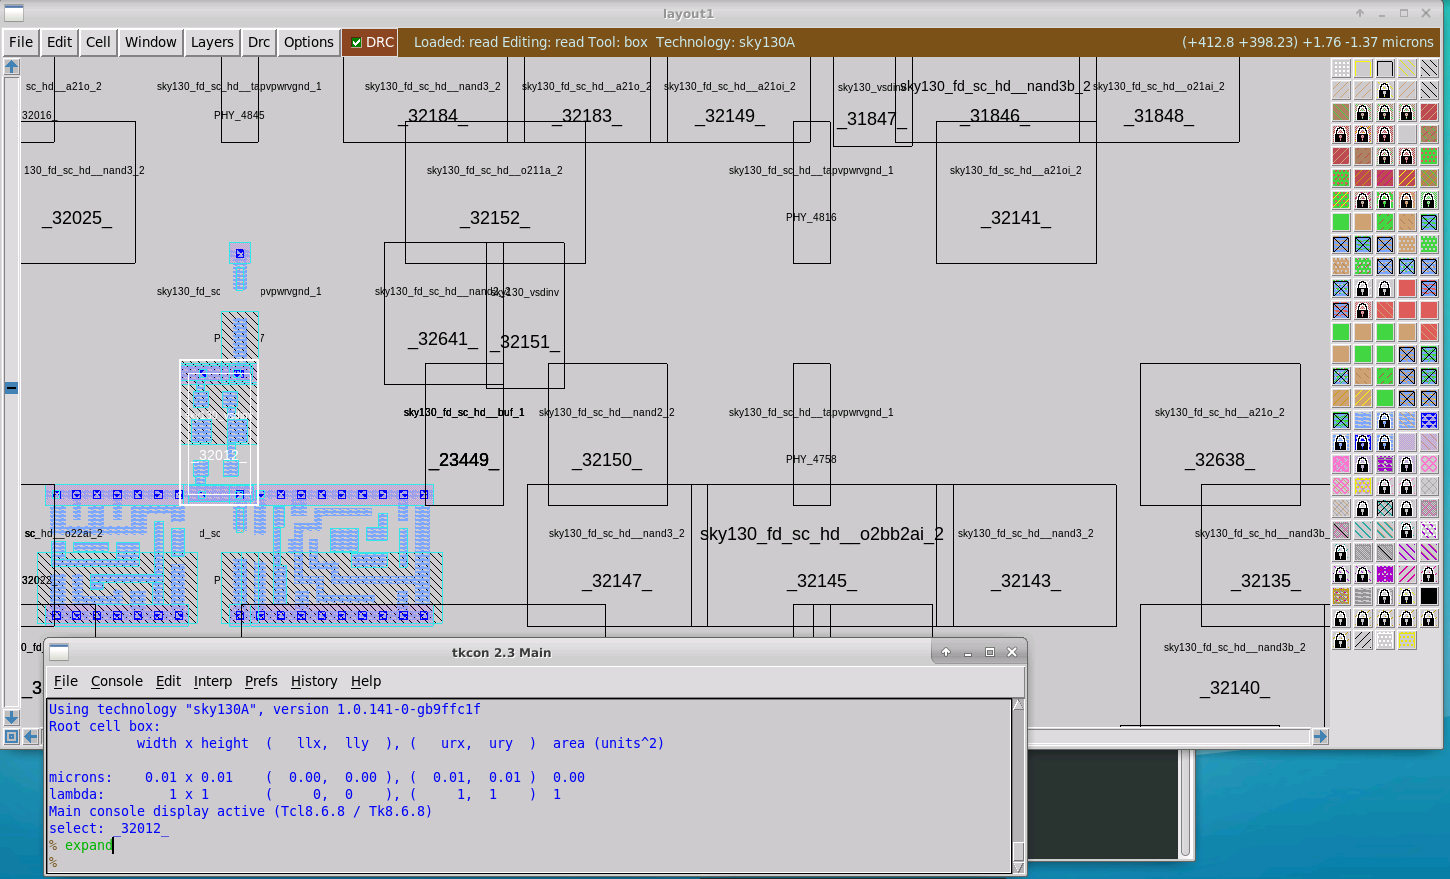 layout1
File Edit Cell Window Layers Drc Options DRC Loaded: read Editing: read Tool: box Technology: sky130A (+412.8 +398.23) +1.76 -1.37 microns
sc_hd__a21o_2 sky130_fd_sc_hd__tapvpwrvgnd_1 sky130_fd_sc_hd__nand3_2 sky130_fd_sc_hd__a21o_2 sky130_fd_sc_hd__a21oi_2 sky130_vsdinv sky130_fd_sc_hd__nand3b_2 sky130_fd_sc_hd__o21ai_2
32016_ PHY_4845 _32184_ _32183_ _32149_ _31847_ _31846_ _31848_
130_fd_sc_hd__nand3_2 sky130_fd_sc_hd__o211a_2 sky130_fd_sc_hd__tapvpwrvgnd_1 sky130_fd_sc_hd__a21oi_2
_32025_ _32152_ PHY_4816 _32141_
sky130_fd_sc pvpwrvgnd_1 sky130_fd_sc_hd__nand2_2 sky130_vsdinv
P 7 _32641_ _32151_
sky130_fd_sc_hd__buf_1 sky130_fd_sc_hd__nand2_2 sky130_fd_sc_hd__tapvpwrvgnd_1 sky130_fd_sc_hd__a21o_2
_32012_ _23449_ _32150_ PHY_4758 _32638_
sc_hd__o22ai_2 d_sc sky130_fd_sc_hd__nand3_2 sky130_fd_sc_hd__o2bb2ai_2 sky130_fd_sc_hd__nand3_2 sky130_fd_sc_hd__nand3b_
32022_ P _32147_ _32145_ _32143_ _32135_
0_fd_ sky130_fd_sc_hd__nand3b_2
_3 _32140_
tkcon 2.3 Main
File Console Edit Interp Prefs History Help
Using technology "sky130A", version 1.0.141-0-gb9ffc1f
Root cell box:
width x height ( llx, lly ), ( urx, ury ) area (units^2)
microns: 0.01 x 0.01 ( 0.00, 0.00 ), ( 0.01, 0.01 ) 0.00
lambda: 1 x 1 ( 0, 0 ), ( 1, 1 ) 1
Main console display active (Tcl8.6.8 / Tk8.6.8)
select: _32012_
% expand
%